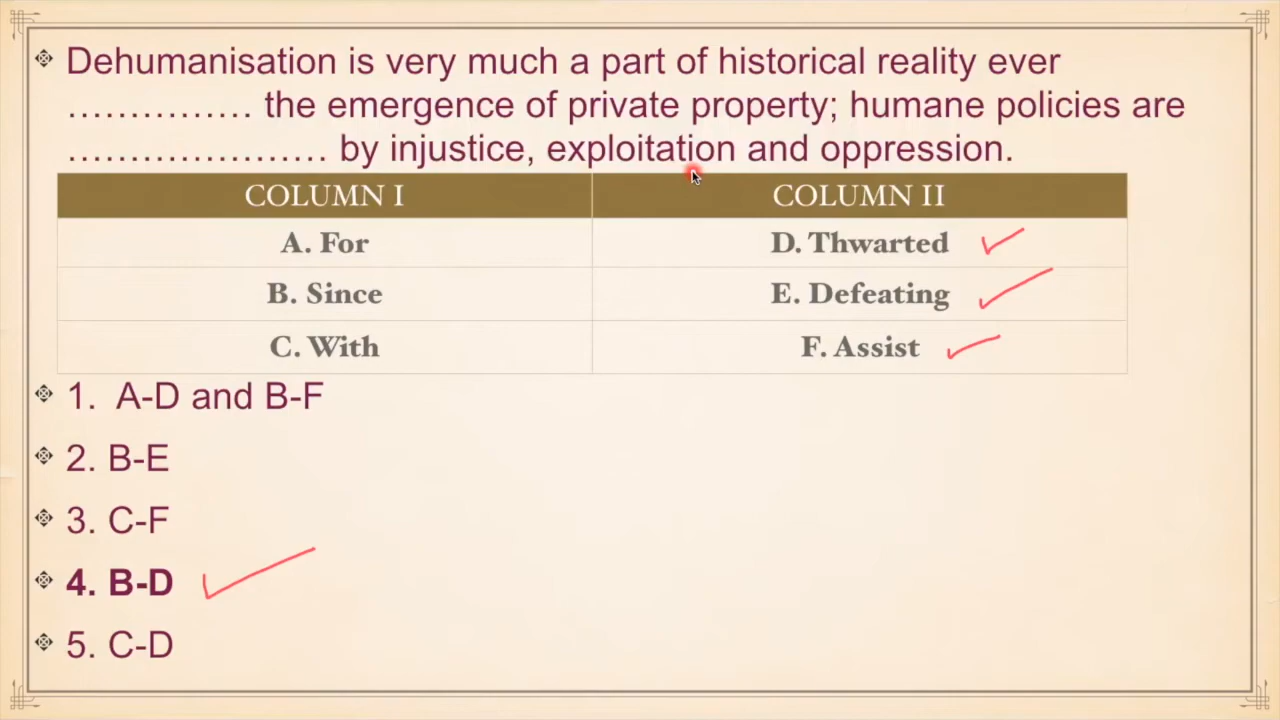 Dehumanisation is very much a part of historical reality ever
…………… the emergence of private property; humane policies are
………………… by injustice, exploitation and oppression.
COLUMN I COLUMN II
A. For D. Thwarted
B. Since E. Defeating
C. With F. Assist
1. A-D and B-F
2. B-E
3. C-F
4. B-D
5. C-D